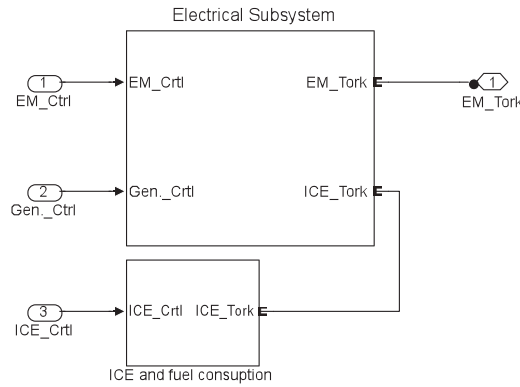 Electrical Subsystem
1
EM_Ctrl
EM_Crtl
EM_Tork
1
EM_Tork
2
Gen._Ctrl
Gen._Crtl
ICE_Tork
3
ICE_Crtl
ICE_Crtl
ICE_Tork
ICE and fuel consuption